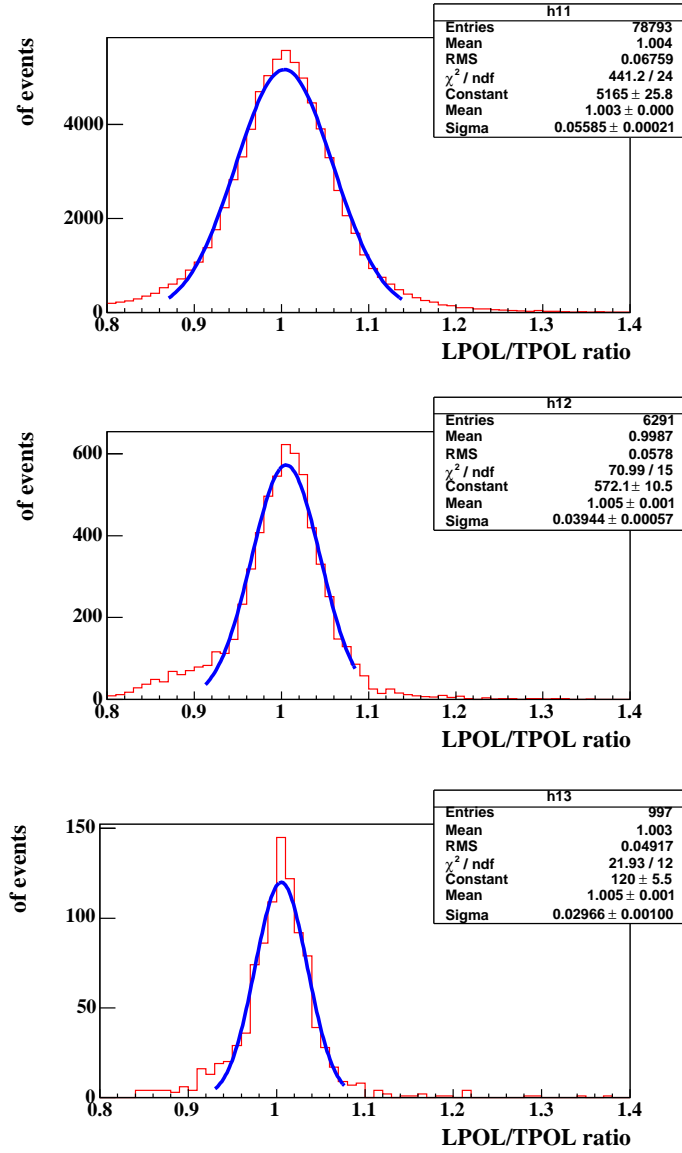 h11
Entries 78793
Mean 1.004
RMS 0.06759
χ² / ndf 441.2 / 24
Constant 5165 ± 25.8
Mean 1.003 ± 0.000
Sigma 0.05585 ± 0.00021
of events
4000
2000
0
0.8 0.9 1 1.1 1.2 1.3 1.4
LPOL/TPOL ratio
h12
Entries 6291
Mean 0.9987
RMS 0.0578
χ² / ndf 70.99 / 15
Constant 572.1 ± 10.5
Mean 1.005 ± 0.001
Sigma 0.03944 ± 0.00057
of events
600
400
200
0
0.8 0.9 1 1.1 1.2 1.3 1.4
LPOL/TPOL ratio
h13
Entries 997
Mean 1.003
RMS 0.04917
χ² / ndf 21.93 / 12
Constant 120 ± 5.5
Mean 1.005 ± 0.001
Sigma 0.02966 ± 0.00100
of events
150
100
50
0
0.8 0.9 1 1.1 1.2 1.3 1.4
LPOL/TPOL ratio